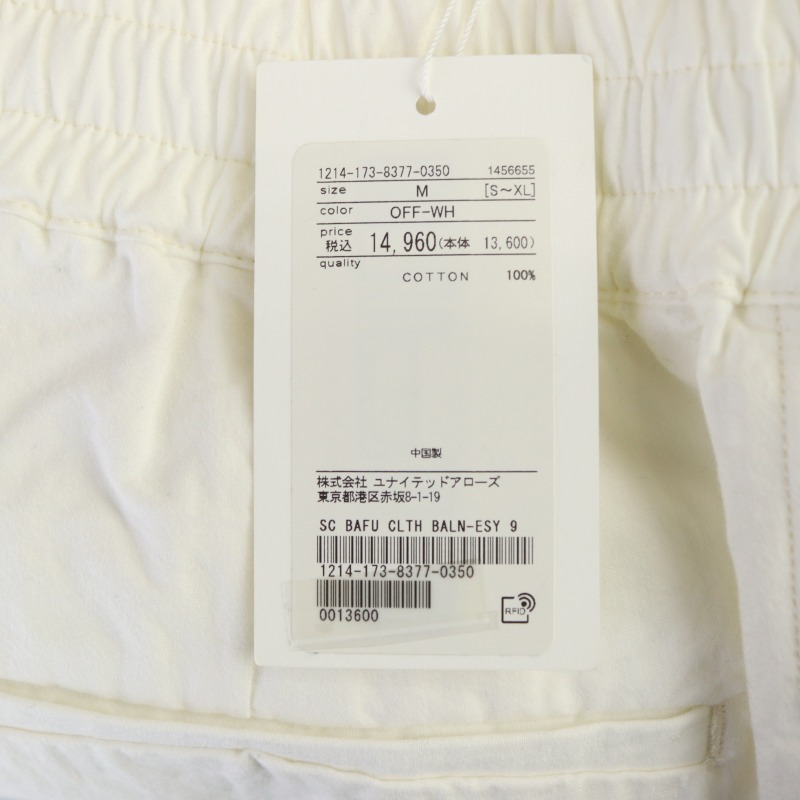 1214-173-8377-0350 1456655
size M [S〜XL]
color OFF-WH
price
税込 14,960(本体 13,600)
quality
COTTON 100%
中国製
株式会社 ユナイテッドアローズ
東京都港区赤坂8-1-19
SC BAFU CLTH BALN-ESY 9
1214-173-8377-0350
0013600
RFID